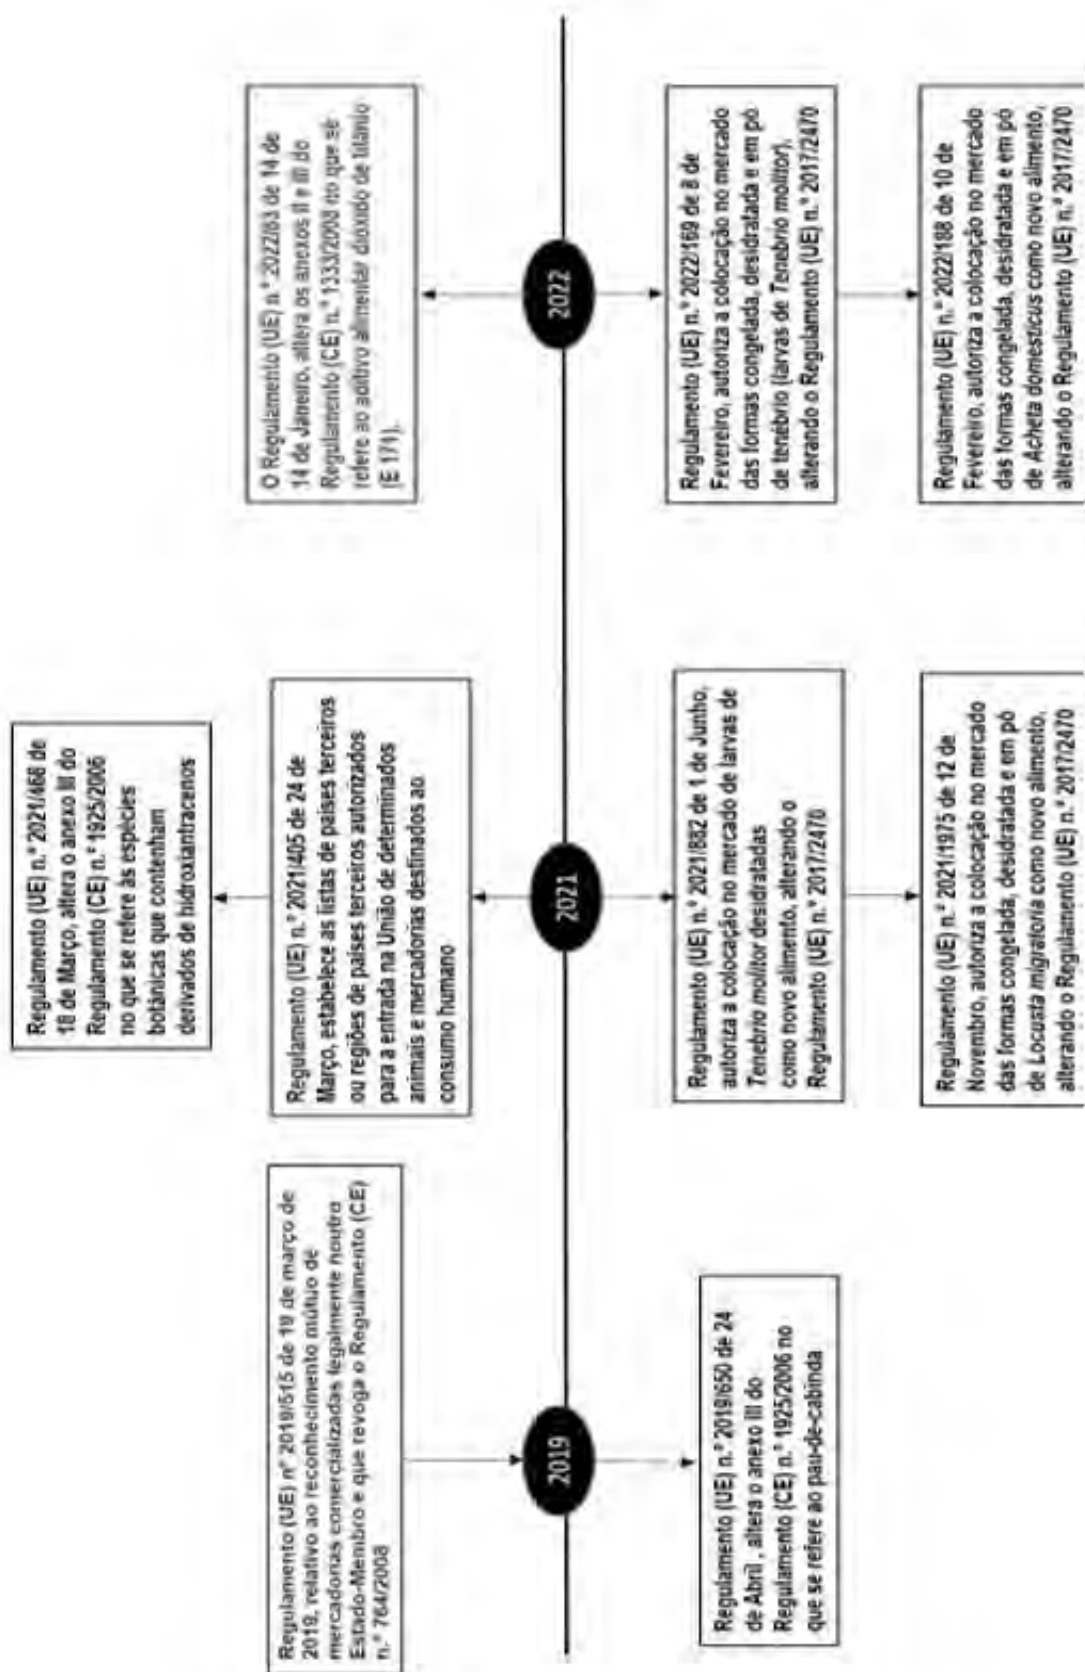 Regulamento (UE) nº 2019/515 de 19 de março de
2019, relativo ao reconhecimento mútuo de
mercadorias comercializadas legalmente noutro
Estado-Membro e que revoga o Regulamento (CE)
n.º 764/2008
2019
Regulamento (UE) n.º 2019/650 de 24
de Abril , altera o anexo III do
Regulamento (CE) n.º 1925/2006 no
que se refere ao pau-de-cabinda
Regulamento (UE) n.º 2021/468 de
18 de Março, altera o anexo III do
Regulamento (CE) n.º 1925/2006
no que se refere às espécies
botânicas que contenham
derivados de hidroxiantracenos
Regulamento (UE) n.º 2021/405 de 24 de
Março, estabelece as listas de países terceiros
ou regiões de países terceiros autorizados
para a entrada na União de determinados
animais e mercadorias destinados ao
consumo humano
2021
Regulamento (UE) n.º 2021/882 de 1 de Junho,
autoriza a colocação no mercado de larvas de
Tenebrio molitor desidratadas
como novo alimento, alterando o
Regulamento (UE) n.º 2017/2470
Regulamento (UE) n.º 2021/1975 de 12 de
Novembro, autoriza a colocação no mercado
das formas congelada, desidratada e em pó
de Locusta migratoria como novo alimento,
alterando o Regulamento (UE) n.º 2017/2470
O Regulamento (UE) n.º 2022/63 de 14 de
14 de Janeiro, altera os anexos II e III do
Regulamento (CE) n.º 1333/2008 no que se
refere ao aditivo alimentar dióxido de titânio
(E 171).
2022
Regulamento (UE) n.º 2022/169 de 8 de
Fevereiro, autoriza a colocação no mercado
das formas congelada, desidratada e em pó
de tenébrio (larvas de Tenebrio molitor),
alterando o Regulamento (UE) n.º 2017/2470
Regulamento (UE) n.º 2022/188 de 10 de
Fevereiro, autoriza a colocação no mercado
das formas congelada, desidratada e em pó
de Acheta domesticus como novo alimento,
alterando o Regulamento (UE) n.º 2017/2470